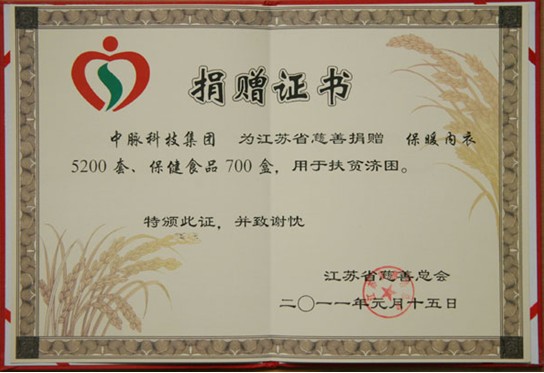 捐赠证书
中脉科技集团 为江苏省慈善捐赠 保暖内衣
5200套、保健食品700盒，用于扶贫济困。
特颁此证，并致谢忱
江苏省慈善总会
二〇一一年元月十五日